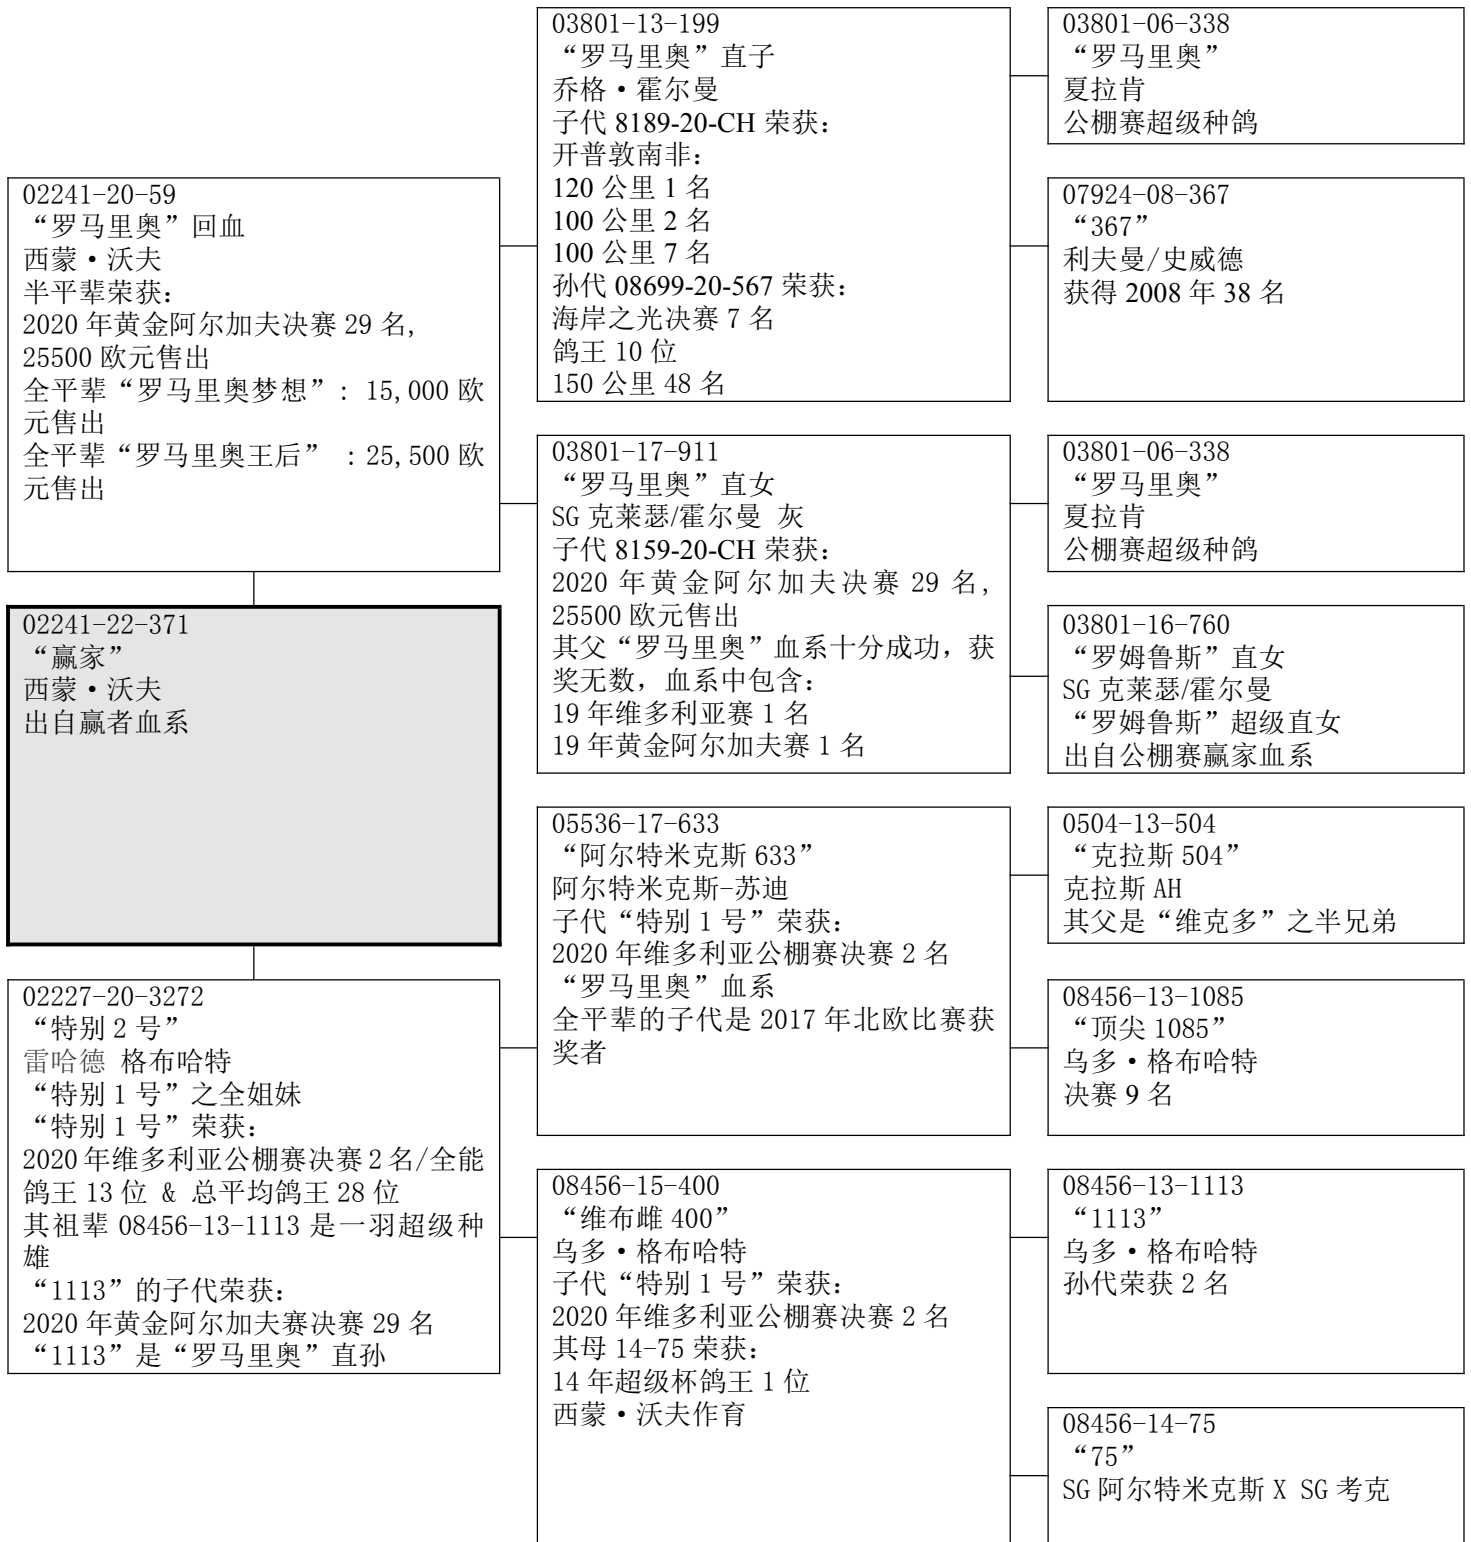 02241-20-59
“罗马里奥”回血
西蒙·沃夫
半平辈荣获：
2020 年黄金阿尔加夫决赛 29 名,
25500 欧元售出
全平辈“罗马里奥梦想”: 15,000 欧
元售出
全平辈“罗马里奥王后” : 25,500 欧
元售出
02241-22-371
“赢家”
西蒙·沃夫
出自赢者血系
02227-20-3272
“特别 2 号”
雷哈德 格布哈特
“特别 1 号”之全姐妹
“特别 1 号”荣获：
2020 年维多利亚公棚赛决赛 2 名/全能
鸽王 13 位 & 总平均鸽王 28 位
其祖辈 08456-13-1113 是一羽超级种
雄
“1113”的子代荣获：
2020 年黄金阿尔加夫赛决赛 29 名
“1113”是“罗马里奥”直孙
03801-13-199
“罗马里奥”直子
乔格·霍尔曼
子代 8189-20-CH 荣获：
开普敦南非：
120 公里 1 名
100 公里 2 名
100 公里 7 名
孙代 08699-20-567 荣获：
海岸之光决赛 7 名
鸽王 10 位
150 公里 48 名
03801-17-911
“罗马里奥”直女
SG 克莱瑟/霍尔曼 灰
子代 8159-20-CH 荣获：
2020 年黄金阿尔加夫决赛 29 名,
25500 欧元售出
其父“罗马里奥”血系十分成功，获
奖无数，血系中包含：
19 年维多利亚赛 1 名
19 年黄金阿尔加夫赛 1 名
05536-17-633
“阿尔特米克斯 633”
阿尔特米克斯-苏迪
子代“特别 1 号”荣获：
2020 年维多利亚公棚赛决赛 2 名
“罗马里奥”血系
全平辈的子代是 2017 年北欧比赛获
奖者
08456-15-400
“维布雌 400”
乌多·格布哈特
子代“特别 1 号”荣获：
2020 年维多利亚公棚赛决赛 2 名
其母 14-75 荣获：
14 年超级杯鸽王 1 位
西蒙·沃夫作育
03801-06-338
“罗马里奥”
夏拉肯
公棚赛超级种鸽
07924-08-367
“367”
利夫曼/史威德
获得 2008 年 38 名
03801-06-338
“罗马里奥”
夏拉肯
公棚赛超级种鸽
03801-16-760
“罗姆鲁斯”直女
SG 克莱瑟/霍尔曼
“罗姆鲁斯”超级直女
出自公棚赛赢家血系
0504-13-504
“克拉斯 504”
克拉斯 AH
其父是“维克多”之半兄弟
08456-13-1085
“顶尖 1085”
乌多·格布哈特
决赛 9 名
08456-13-1113
“1113”
乌多·格布哈特
孙代荣获 2 名
08456-14-75
“75”
SG 阿尔特米克斯 X SG 考克